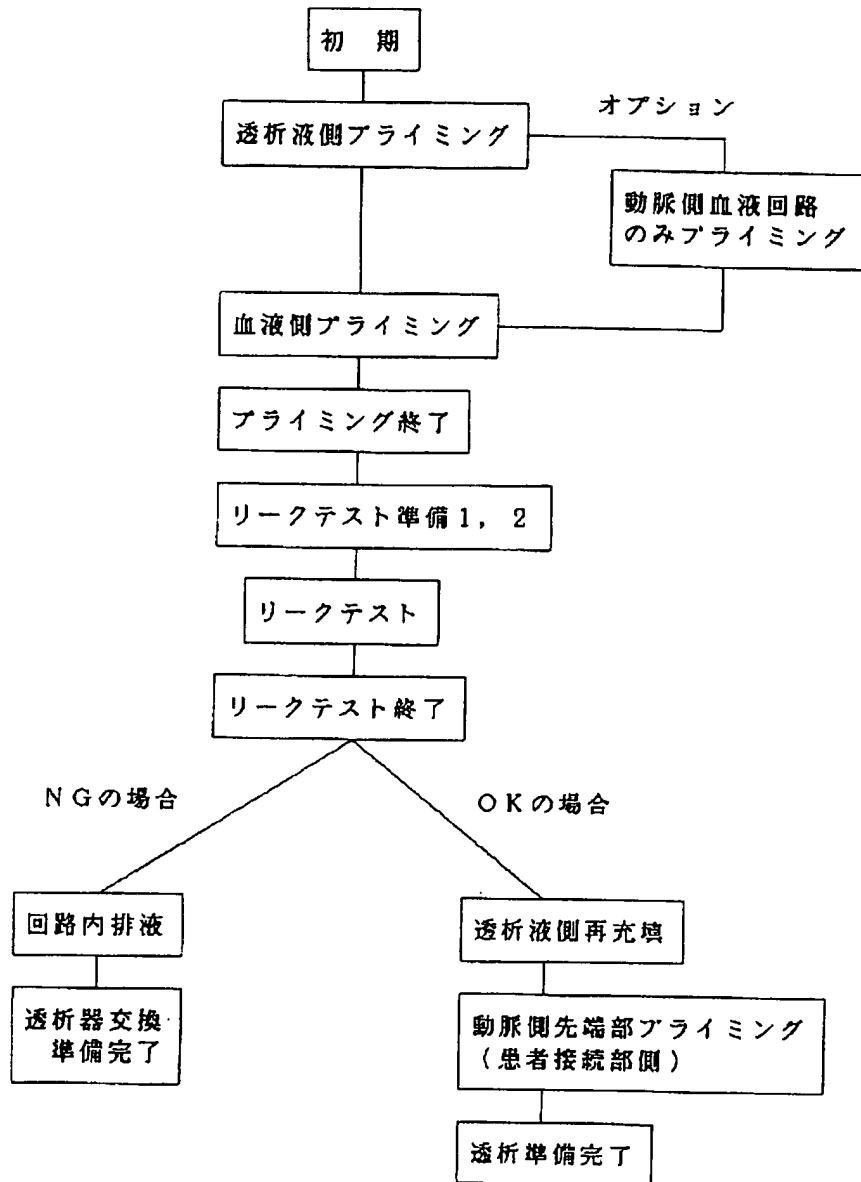 初　期
オプション
透析液側プライミング
動脈側血液回路
のみプライミング
血液側プライミング
プライミング終了
リークテスト準備1，2
リークテスト
リークテスト終了
NGの場合
OKの場合
回路内排液
透析液側再充填
透析器交換
準備完了
動脈側先端部プライミング
（患者接続部側）
透析準備完了